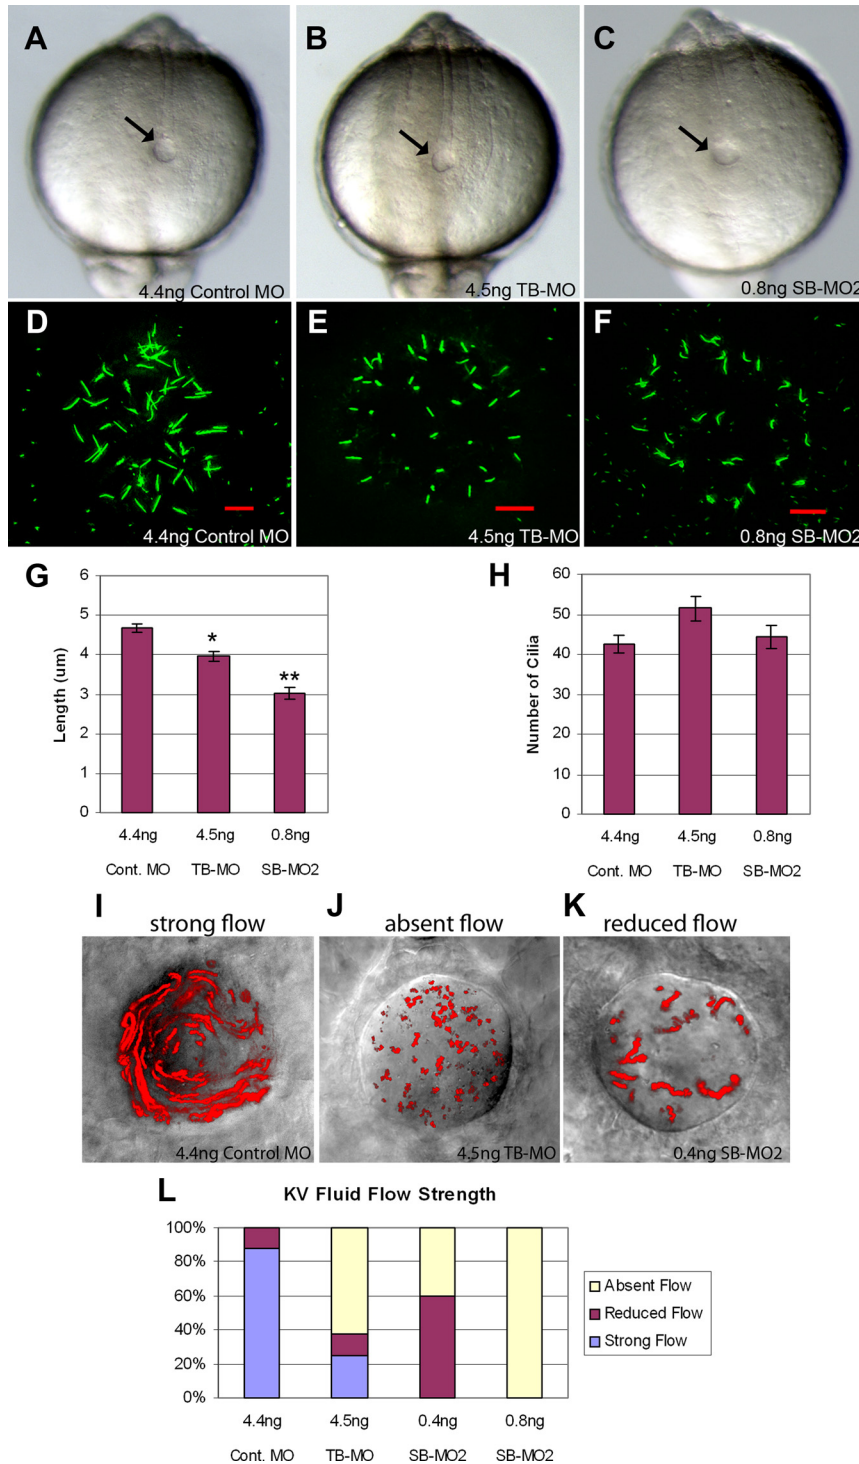 A
B
C
4.4ng Control MO
4.5ng TB-MO
0.8ng SB-MO2
D
E
F
4.4ng Control MO
4.5ng TB-MO
0.8ng SB-MO2
G
Length (um)
6
5
4
3
2
1
0
*
**
4.4ng
4.5ng
0.8ng
Cont. MO
TB-MO
SB-MO2
H
Number of Cilia
60
50
40
30
20
10
0
4.4ng
4.5ng
0.8ng
Cont. MO
TB-MO
SB-MO2
I
J
K
strong flow
absent flow
reduced flow
4.4ng Control MO
4.5ng TB-MO
0.4ng SB-MO2
L
KV Fluid Flow Strength
100%
80%
60%
40%
20%
0%
4.4ng
4.5ng
0.4ng
0.8ng
Cont. MO
TB-MO
SB-MO2
SB-MO2
Absent Flow
Reduced Flow
Strong Flow